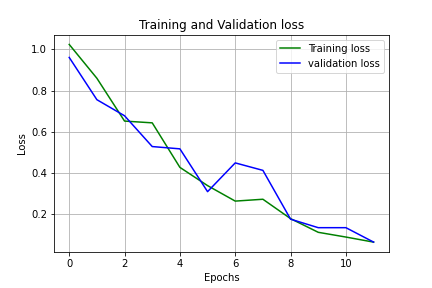 Training and Validation loss
Training loss
validation loss
1.0
0.8
0.6
0.4
0.2
Loss
0 2 4 6 8 10
Epochs